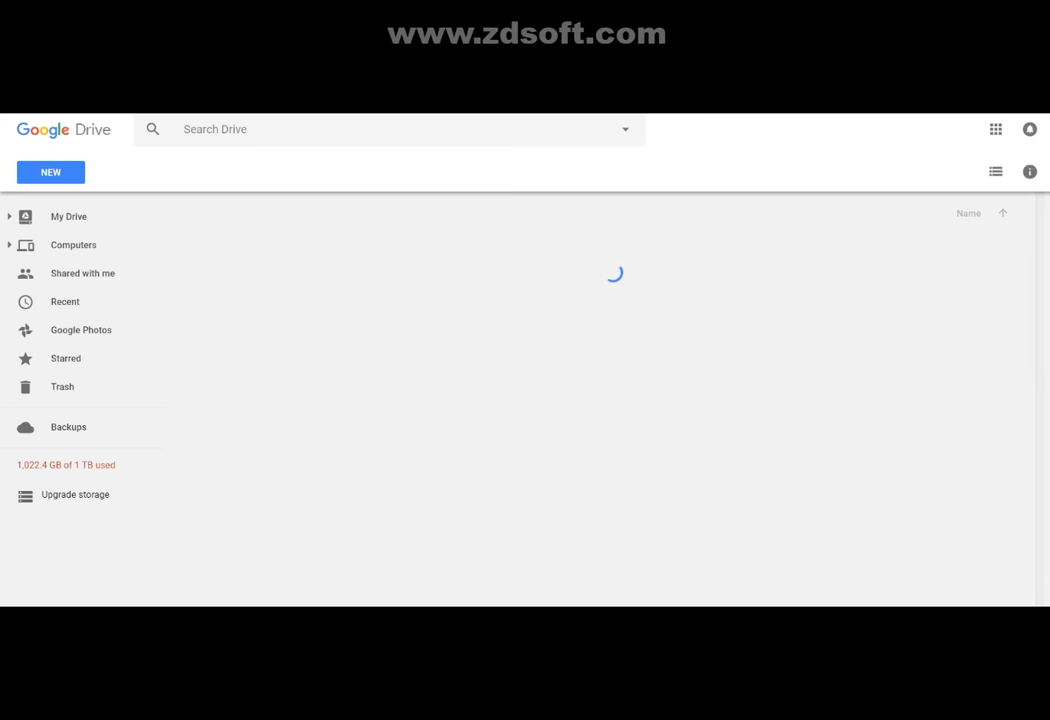 www.zdsoft.com
Google Drive
Search Drive
NEW
Name
My Drive
Computers
Shared with me
Recent
Google Photos
Starred
Trash
Backups
1,022.4 GB of 1 TB used
Upgrade storage